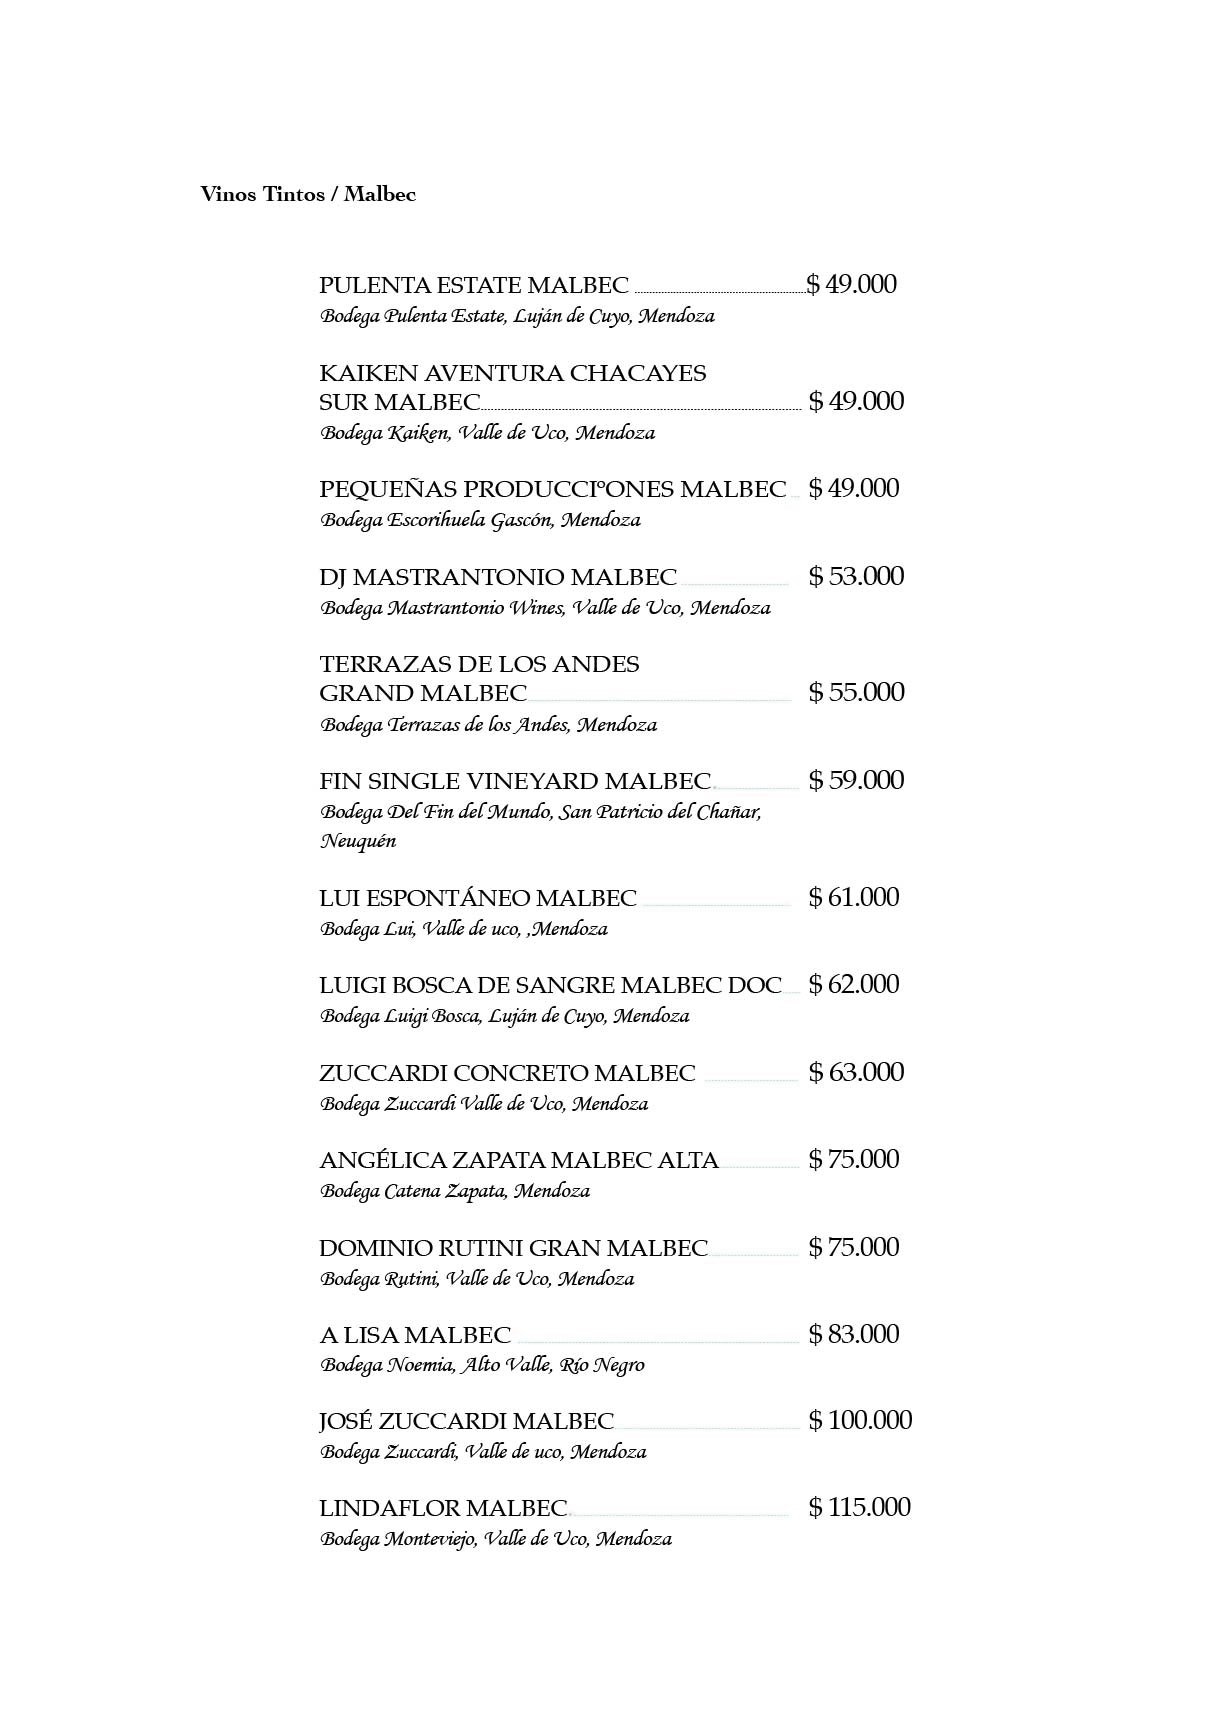 Vinos Tintos / Malbec
PULENTA ESTATE MALBEC ........................................................$ 49.000
Bodega Pulenta Estate, Luján de Cuyo, Mendoza
KAIKEN AVENTURA CHACAYES
SUR MALBEC........................................................................................ $ 49.000
Bodega Kaiken, Valle de Uco, Mendoza
PEQUEÑAS PRODUCCIºONES MALBEC ... $ 49.000
Bodega Escorihuela Gascón, Mendoza
DJ MASTRANTONIO MALBEC .................................... $ 53.000
Bodega Mastrantonio Wines, Valle de Uco, Mendoza
TERRAZAS DE LOS ANDES
GRAND MALBEC........................................................................ $ 55.000
Bodega Terrazas de los Andes, Mendoza
FIN SINGLE VINEYARD MALBEC............................ $ 59.000
Bodega Del Fin del Mundo, San Patricio del Chañar,
Neuquén
LUI ESPONTÁNEO MALBEC ................................................ $ 61.000
Bodega Lui, Valle de uco, ,Mendoza
LUIGI BOSCA DE SANGRE MALBEC DOC...... $ 62.000
Bodega Luigi Bosca, Luján de Cuyo, Mendoza
ZUCCARDI CONCRETO MALBEC ............................... $ 63.000
Bodega Zuccardi Valle de Uco, Mendoza
ANGÉLICA ZAPATA MALBEC ALTA.......................... $ 75.000
Bodega Catena Zapata, Mendoza
DOMINIO RUTINI GRAN MALBEC.............................. $ 75.000
Bodega Rutini, Valle de Uco, Mendoza
A LISA MALBEC .............................................................................. $ 83.000
Bodega Noemia, Alto Valle, Río Negro
JOSÉ ZUCCARDI MALBEC.................................................... $ 100.000
Bodega Zuccardi, Valle de uco, Mendoza
LINDAFLOR MALBEC............................................................. $ 115.000
Bodega Monteviejo, Valle de Uco, Mendoza